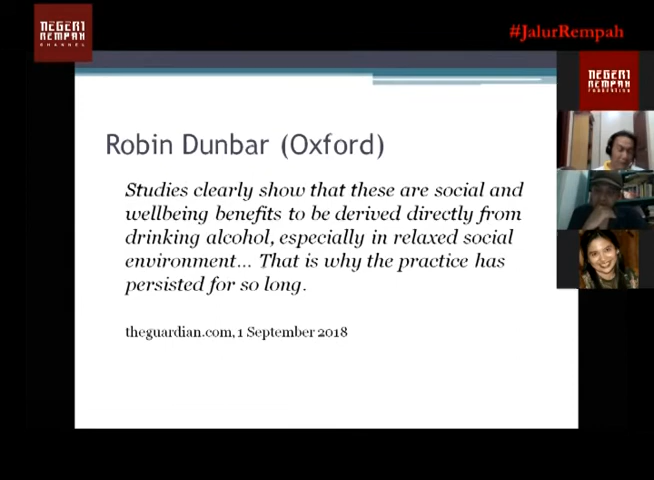 NEGERI
REMPAH
CHANNEL
#JalurRempah
NEGERI
REMPAH
FOUNDATION
Robin Dunbar (Oxford)
Studies clearly show that these are social and
wellbeing benefits to be derived directly from
drinking alcohol, especially in relaxed social
environment... That is why the practice has
persisted for so long.
theguardian.com, 1 September 2018